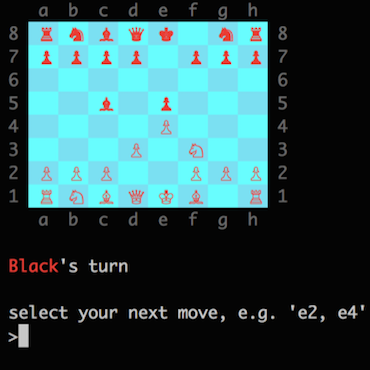 a b c d e f g h
8 8
7 7
6 6
5 5
4 4
3 3
2 2
1 1
a b c d e f g h
Black's turn
select your next move, e.g. 'e2, e4'
>